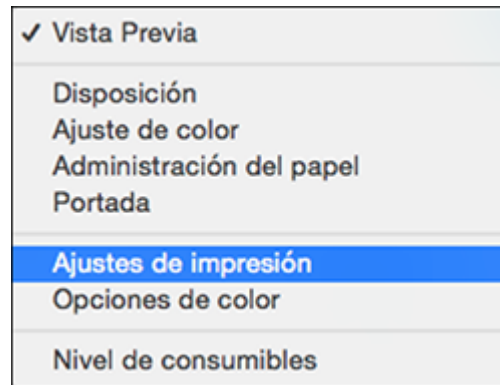 ✓ Vista Previa
Disposición
Ajuste de color
Administración del papel
Portada
Ajustes de impresión
Opciones de color
Nivel de consumibles